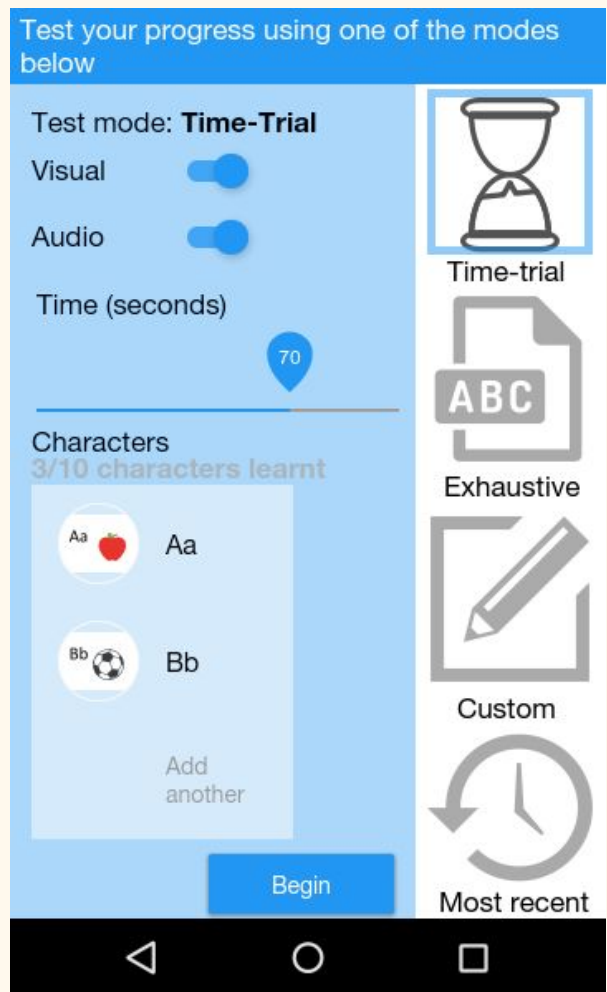 Test your progress using one of the modes
below
Test mode: Time-Trial
Visual
Audio
Time (seconds)
70
Characters
3/10 characters learnt
Aa
Aa
Bb
Bb
Add
another
Begin
Time-trial
ABC
Exhaustive
Custom
Most recent